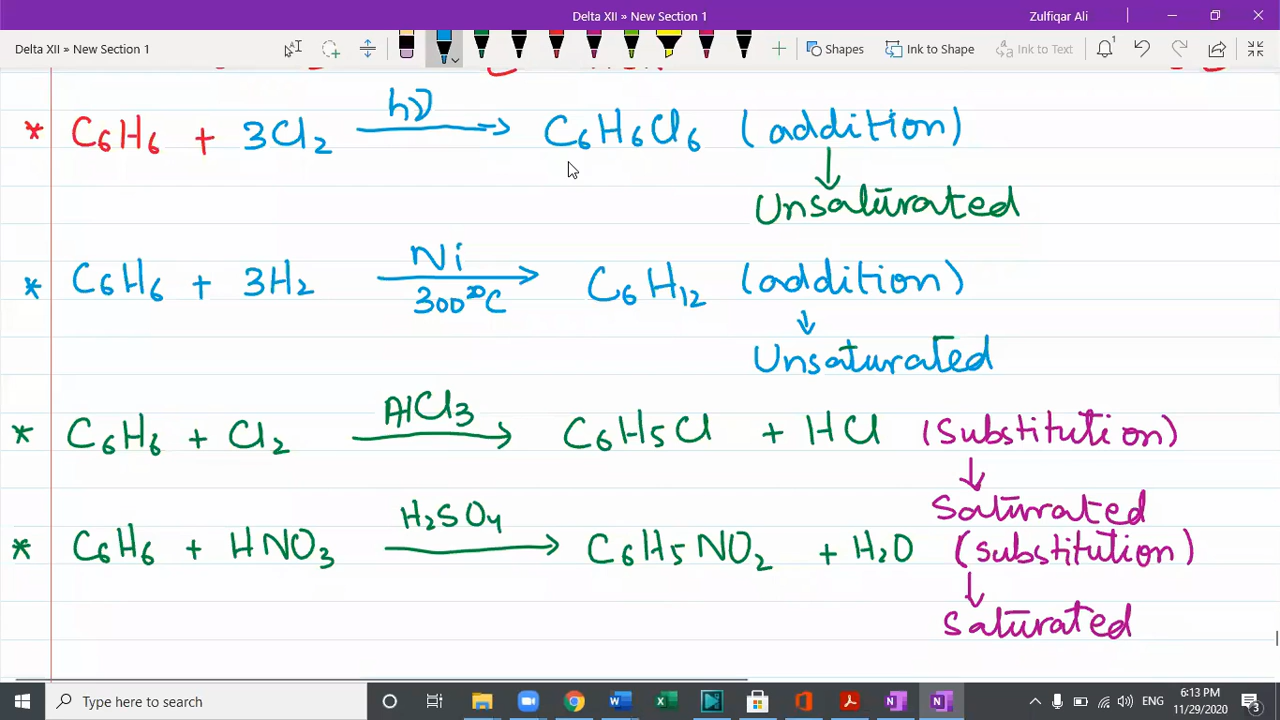 Delta XII » New Section 1
Zulfiqar Ali
Delta XII » New Section 1
Shapes
Ink to Shape
Ink to Text
* C6H6 + 3Cl2 hν → C6H6Cl6 (addition)
↓
Unsaturated
* C6H6 + 3H2 Ni 300°C → C6H12 (addition)
↓
Unsaturated
* C6H6 + Cl2 AlCl3 → C6H5Cl + HCl (Substitution)
↓
Saturated
* C6H6 + HNO3 H2SO4 → C6H5NO2 + H2O (substitution)
↓
Saturated
Type here to search
ENG
6:13 PM
11/29/2020
3